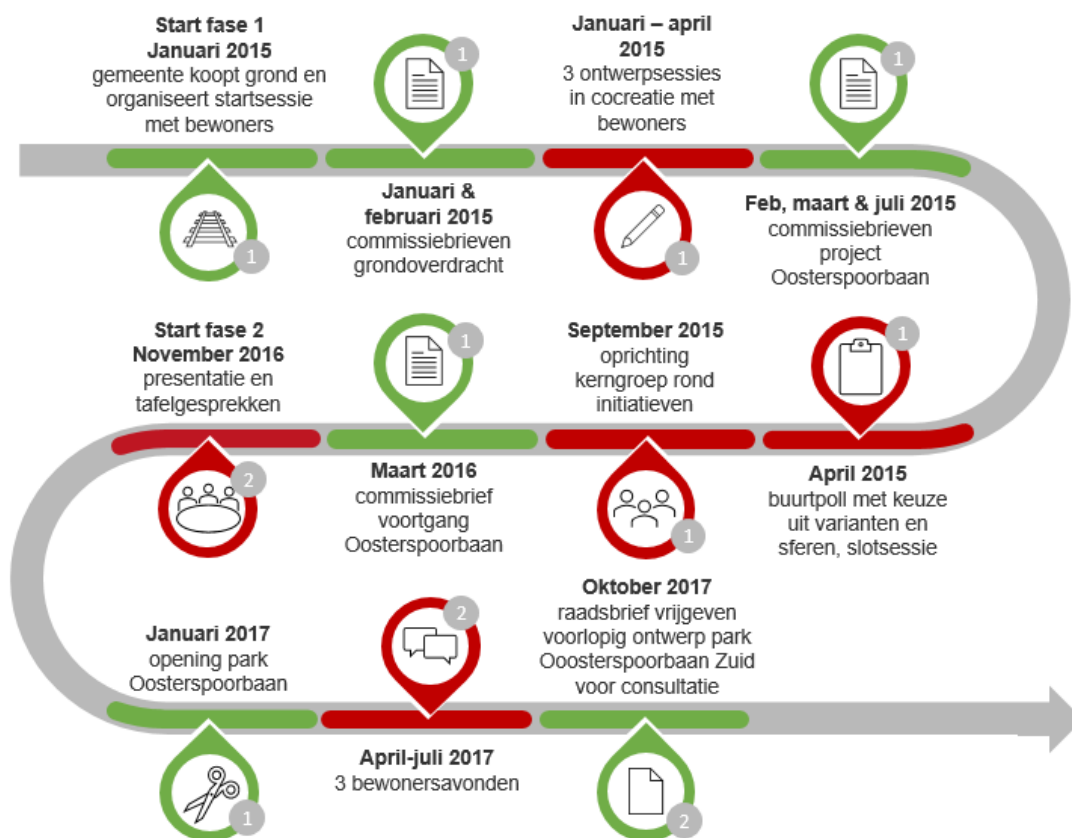 Start fase 1
Januari 2015
gemeente koopt grond en
organiseert startsessie
met bewoners
1
1
Januari &
februari 2015
commissiebrieven
grondoverdracht
Januari – april
2015
3 ontwerpsessies
in cocreatie met
bewoners
1
1
Feb, maart & juli 2015
commissiebrieven
project
Oosterspoorbaan
1
April 2015
buurtpoll met keuze
uit varianten en
sferen, slotsessie
September 2015
oprichting
kerngroep rond
initiatieven
1
1
Maart 2016
commissiebrief
voortgang
Oosterspoorbaan
Start fase 2
November 2016
presentatie en
tafelgesprekken
2
Januari 2017
opening park
Oosterspoorbaan
1
2
April-juli 2017
3 bewonersavonden
Oktober 2017
raadsbrief vrijgeven
voorlopig ontwerp park
Ooosterspoorbaan Zuid
voor consultatie
2